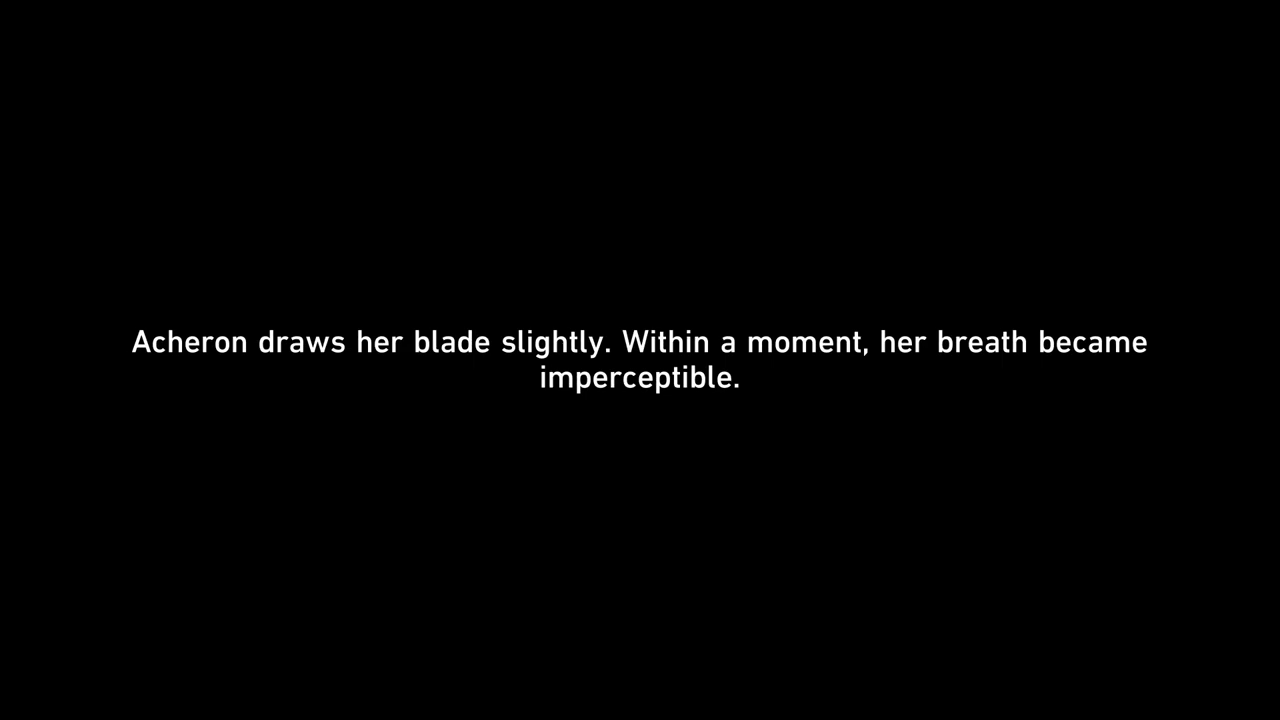 Acheron draws her blade slightly. Within a moment, her breath became
imperceptible.